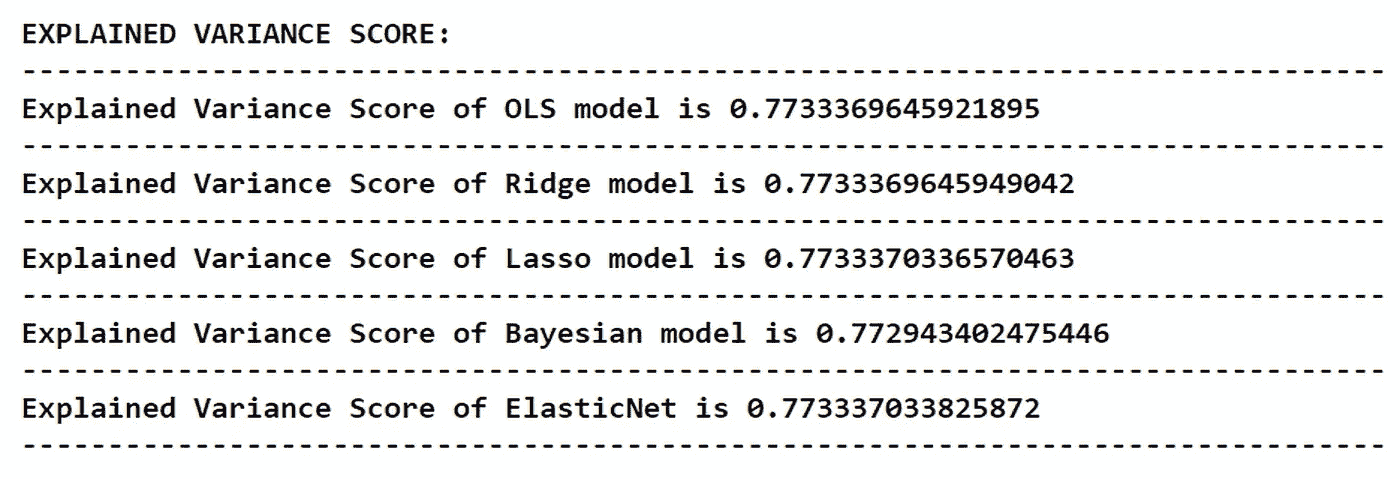 EXPLAINED VARIANCE SCORE:
-------------------------------------------------------------------------------
Explained Variance Score of OLS model is 0.7733369645921895
-------------------------------------------------------------------------------
Explained Variance Score of Ridge model is 0.7733369645949042
-------------------------------------------------------------------------------
Explained Variance Score of Lasso model is 0.7733370336570463
-------------------------------------------------------------------------------
Explained Variance Score of Bayesian model is 0.772943402475446
-------------------------------------------------------------------------------
Explained Variance Score of ElasticNet is 0.773337033825872
-------------------------------------------------------------------------------